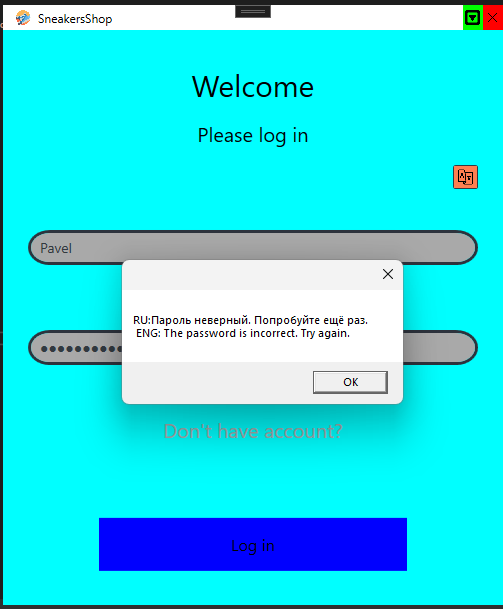 SneakersShop
Welcome
Please log in
Pavel
RU:Пароль неверный. Попробуйте ещё раз.
ENG: The password is incorrect. Try again.
OK
Don't have account?
Log in